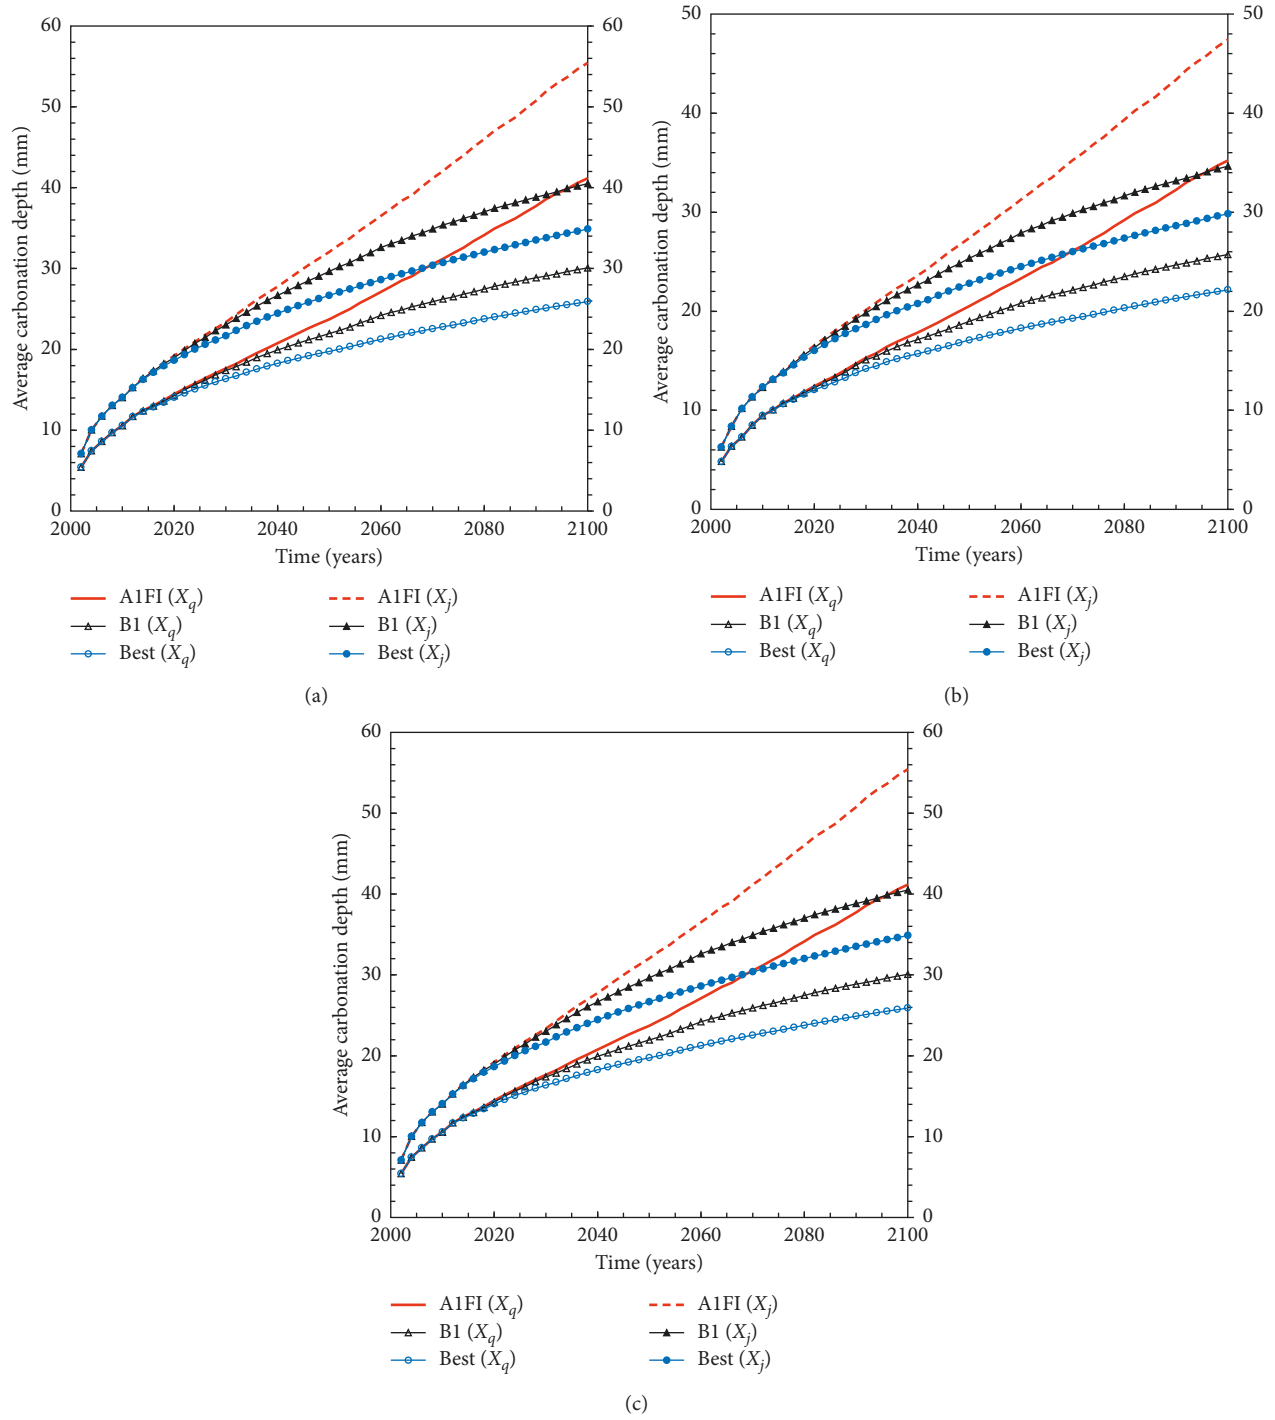 60
50
40
30
20
10
0
Average carbonation depth (mm)
60
50
40
30
20
10
0
2000 2020 2040 2060 2080 2100
Time (years)
A1FI (Xq) A1FI (Xj)
B1 (Xq) B1 (Xj)
Best (Xq) Best (Xj)
(a)
50
40
30
20
10
0
Average carbonation depth (mm)
50
40
30
20
10
0
2000 2020 2040 2060 2080 2100
Time (years)
A1FI (Xq) A1FI (Xj)
B1 (Xq) B1 (Xj)
Best (Xq) Best (Xj)
(b)
60
50
40
30
20
10
0
Average carbonation depth (mm)
60
50
40
30
20
10
0
2000 2020 2040 2060 2080 2100
Time (years)
A1FI (Xq) A1FI (Xj)
B1 (Xq) B1 (Xj)
Best (Xq) Best (Xj)
(c)